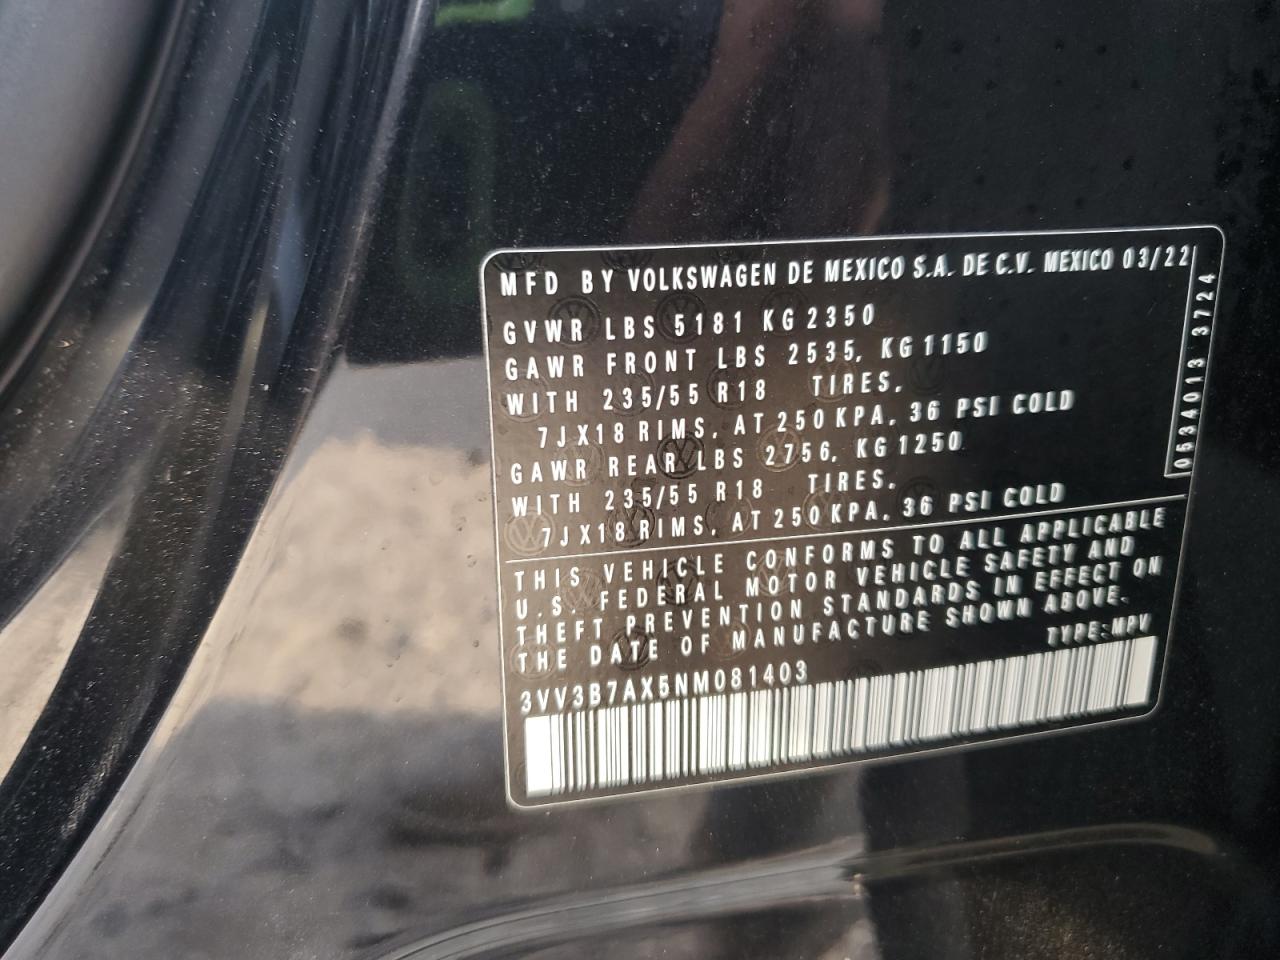 MFD BY VOLKSWAGEN DE MEXICO S.A. DE C.V. MEXICO 03/22
GVWR LBS 5181 KG 2350
GAWR FRONT LBS 2535, KG 1150
WITH 235/55 R18 TIRES,
7JX18 RIMS, AT 250 KPA, 36 PSI COLD
GAWR REAR LBS 2756, KG 1250
WITH 235/55 R18 TIRES,
7JX18 RIMS, AT 250 KPA, 36 PSI COLD
0534013 3724
THIS VEHICLE CONFORMS TO ALL APPLICABLE
U.S. FEDERAL MOTOR VEHICLE SAFETY AND
THEFT PREVENTION STANDARDS IN EFFECT ON
THE DATE OF MANUFACTURE SHOWN ABOVE.
TYPE:MPV
3VV3B7AX5NM081403